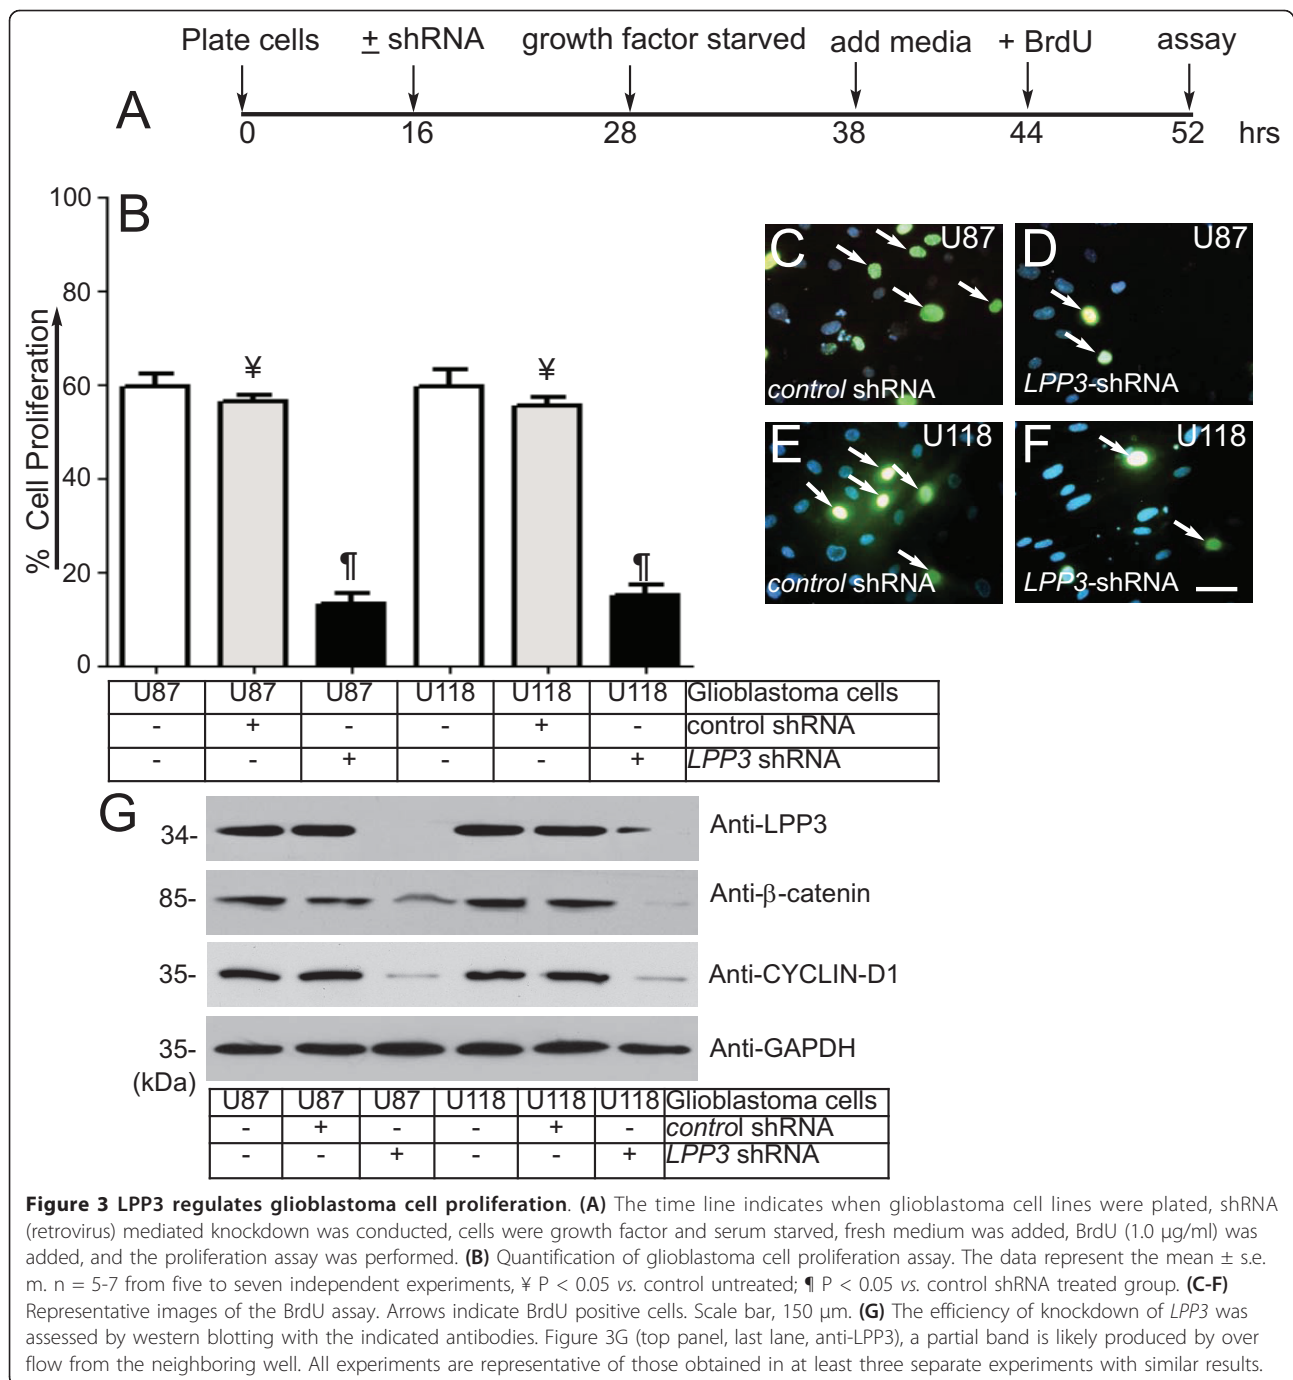 Plate cells ± shRNA growth factor starved add media + BrdU assay
A
0 16 28 38 44 52 hrs
B
% Cell Proliferation
100
80
60
40
20
0
¥ ¶ ¥ ¶
U87 U87 U87 U118 U118 U118 Glioblastoma cells
- + - - + - control shRNA
- - + - - + LPP3 shRNA
C U87
control shRNA
D U87
LPP3-shRNA
E U118
control shRNA
F U118
LPP3-shRNA
G
34- Anti-LPP3
85- Anti-β-catenin
35- Anti-CYCLIN-D1
35- Anti-GAPDH
(kDa)
U87 U87 U87 U118 U118 U118 Glioblastoma cells
- + - - + - control shRNA
- - + - - + LPP3 shRNA
Figure 3 LPP3 regulates glioblastoma cell proliferation. (A) The time line indicates when glioblastoma cell lines were plated, shRNA
(retrovirus) mediated knockdown was conducted, cells were growth factor and serum starved, fresh medium was added, BrdU (1.0 μg/ml) was
added, and the proliferation assay was performed. (B) Quantification of glioblastoma cell proliferation assay. The data represent the mean ± s.e.
m. n = 5-7 from five to seven independent experiments, ¥ P < 0.05 vs. control untreated; ¶ P < 0.05 vs. control shRNA treated group. (C-F)
Representative images of the BrdU assay. Arrows indicate BrdU positive cells. Scale bar, 150 μm. (G) The efficiency of knockdown of LPP3 was
assessed by western blotting with the indicated antibodies. Figure 3G (top panel, last lane, anti-LPP3), a partial band is likely produced by over
flow from the neighboring well. All experiments are representative of those obtained in at least three separate experiments with similar results.